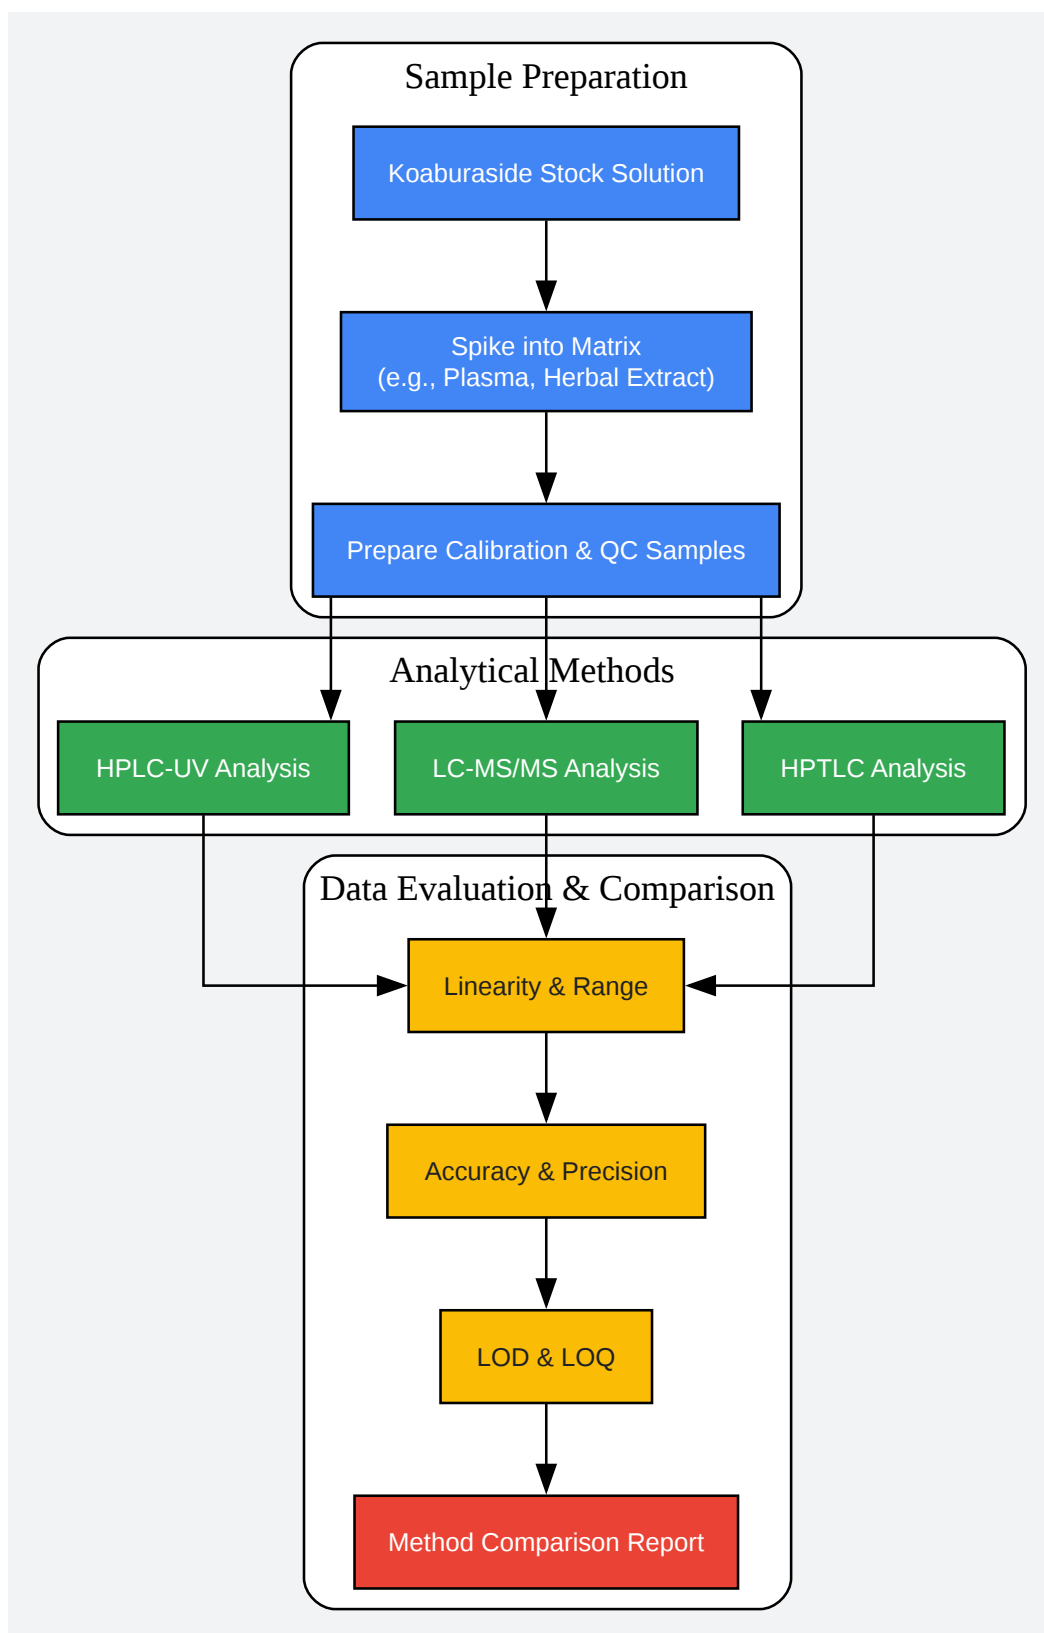 Sample Preparation
Koaburaside Stock Solution
Spike into Matrix
(e.g., Plasma, Herbal Extract)
Prepare Calibration & QC Samples
Analytical Methods
HPLC-UV Analysis
LC-MS/MS Analysis
HPTLC Analysis
Data Evaluation & Comparison
Linearity & Range
Accuracy & Precision
LOD & LOQ
Method Comparison Report